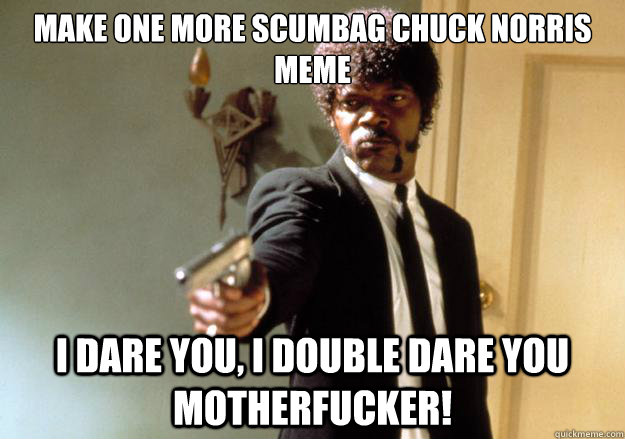 MAKE ONE MORE SCUMBAG CHUCK NORRIS
MEME
I DARE YOU, I DOUBLE DARE YOU
MOTHERFUCKER!
quickmeme.com